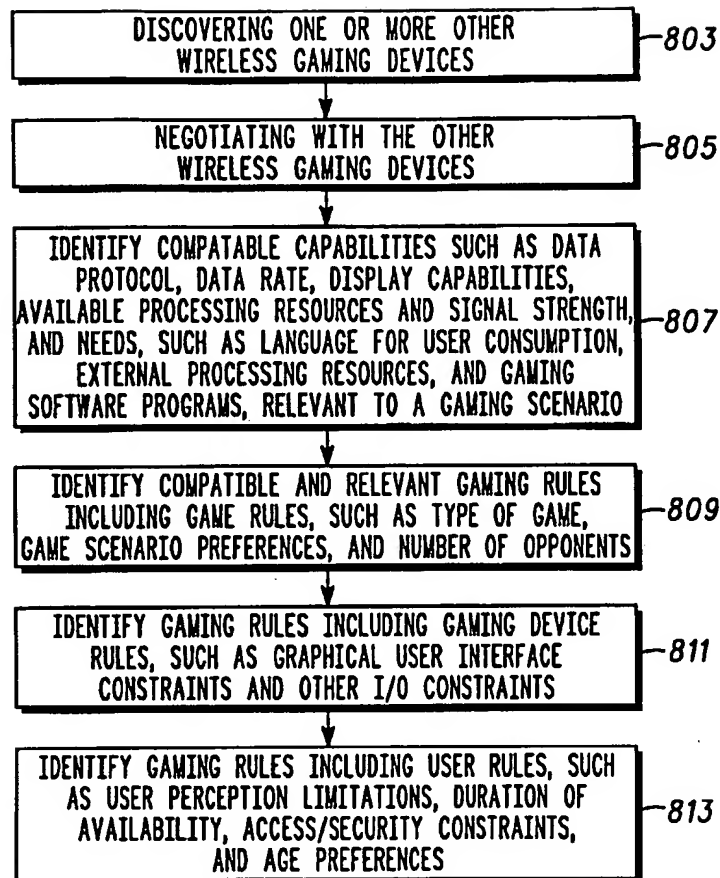 DISCOVERING ONE OR MORE OTHER
WIRELESS GAMING DEVICES
803
NEGOTIATING WITH THE OTHER
WIRELESS GAMING DEVICES
805
IDENTIFY COMPATABLE CAPABILITIES SUCH AS DATA
PROTOCOL, DATA RATE, DISPLAY CAPABILITIES,
AVAILABLE PROCESSING RESOURCES AND SIGNAL STRENGTH,
AND NEEDS, SUCH AS LANGUAGE FOR USER CONSUMPTION,
EXTERNAL PROCESSING RESOURCES, AND GAMING
SOFTWARE PROGRAMS, RELEVANT TO A GAMING SCENARIO
807
IDENTIFY COMPATIBLE AND RELEVANT GAMING RULES
INCLUDING GAME RULES, SUCH AS TYPE OF GAME,
GAME SCENARIO PREFERENCES, AND NUMBER OF OPPONENTS
809
IDENTIFY GAMING RULES INCLUDING GAMING DEVICE
RULES, SUCH AS GRAPHICAL USER INTERFACE
CONSTRAINTS AND OTHER I/O CONSTRAINTS
811
IDENTIFY GAMING RULES INCLUDING USER RULES, SUCH
AS USER PERCEPTION LIMITATIONS, DURATION OF
AVAILABILITY, ACCESS/SECURITY CONSTRAINTS,
AND AGE PREFERENCES
813